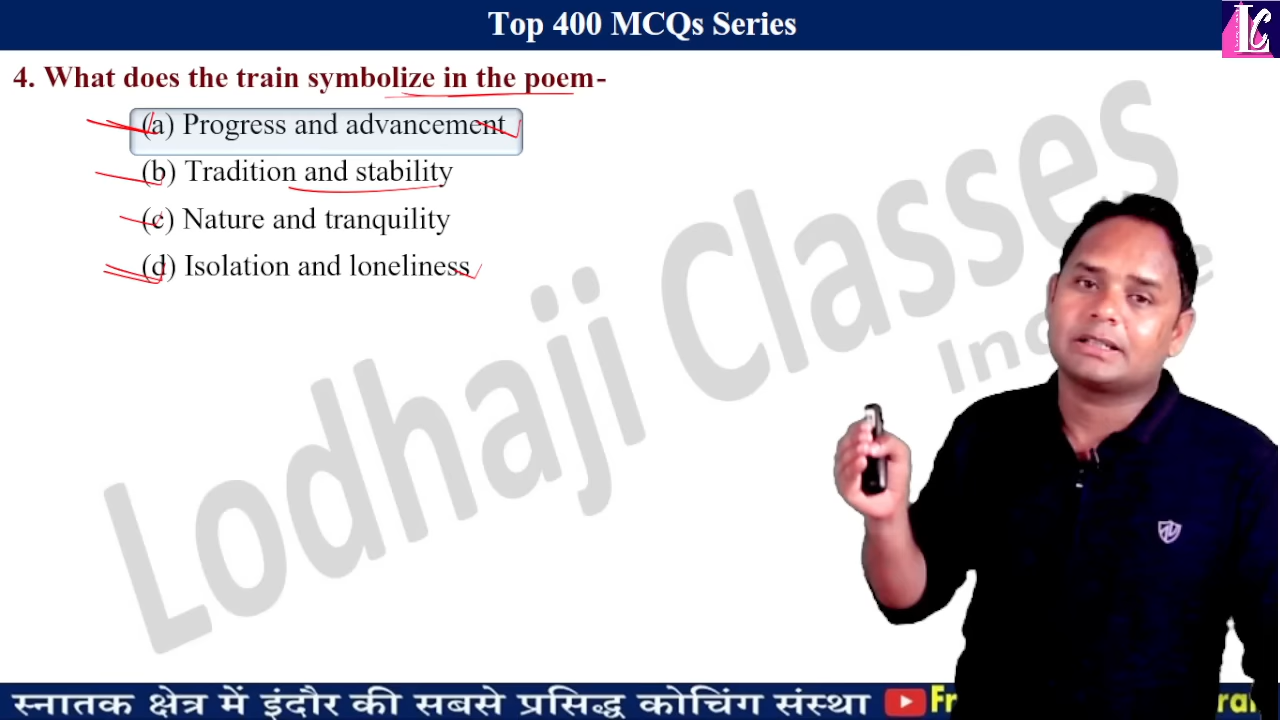 Top 400 MCQs Series
LC
4. What does the train symbolize in the poem-
(a) Progress and advancement
(b) Tradition and stability
(c) Nature and tranquility
(d) Isolation and loneliness
Lodhaji Classes
स्नातक क्षेत्र में इंदौर की सबसे प्रसिद्ध कोचिंग संस्था